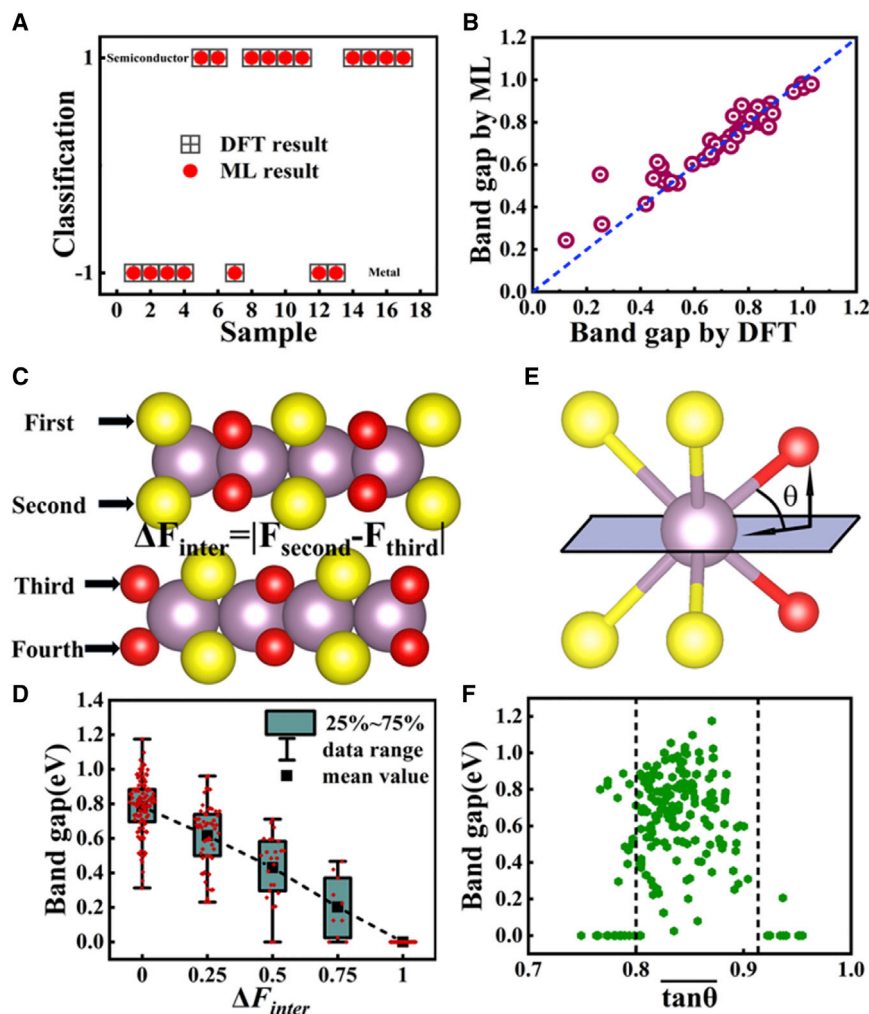 A
Classification
1
-1
Semiconductor
DFT result
ML result
Metal
0 2 4 6 8 10 12 14 16 18
Sample
B
Band gap by ML
1.2
1.0
0.8
0.6
0.4
0.2
0.0
0.0 0.2 0.4 0.6 0.8 1.0 1.2
Band gap by DFT
C
First
Second
ΔF_inter=|F_second-F_third|
Third
Fourth
E
θ
D
Band gap(eV)
1.4
1.2
1.0
0.8
0.6
0.4
0.2
0.0
25%~75%
data range
mean value
0 0.25 0.5 0.75 1
ΔF_inter
F
Band gap(eV)
1.2
1.0
0.8
0.6
0.4
0.2
0.0
0.7 0.8 0.9 1.0
tanθ